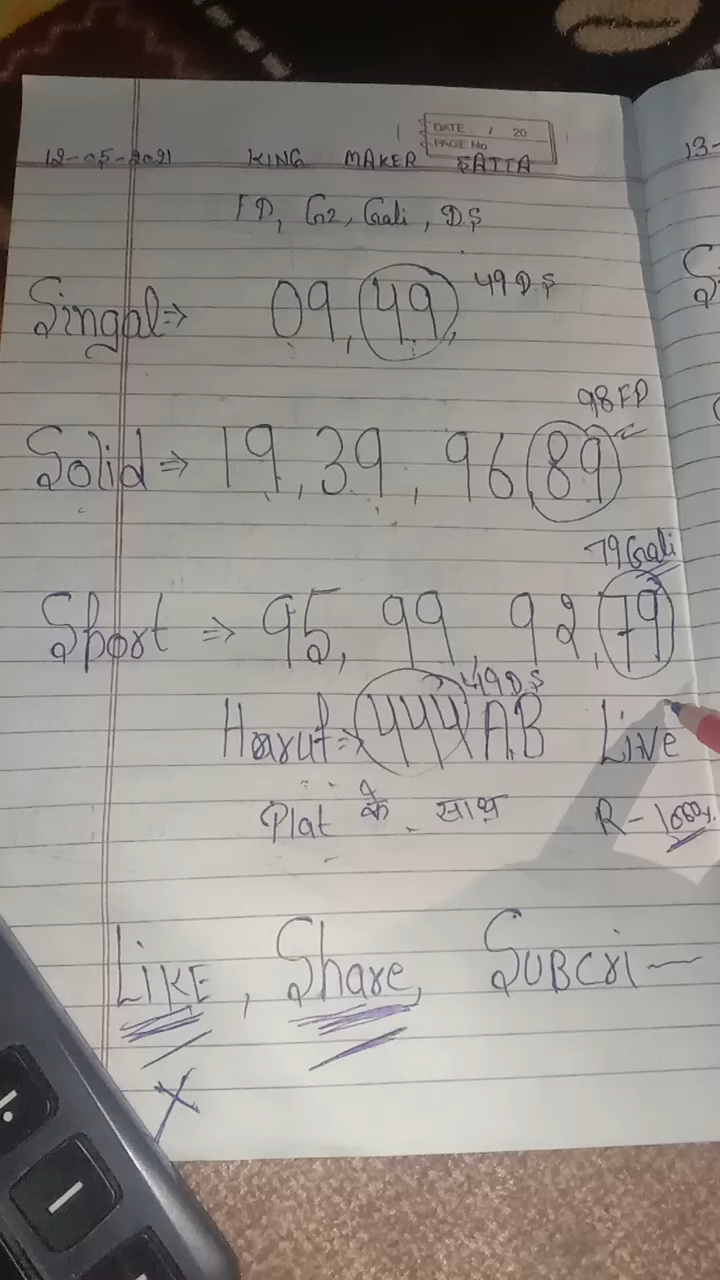 DATE / 20
PAGE No
12-05-2021 KING MAKER SATTA 13-
FD, G2, Gali, DS
Singal⇒ 09, 49, 49 DS
98 FD
Solid ⇒ 19, 39, 96, 89
79 Gali
Short ⇒ 95, 99, 92, 79
49 DS
Haruf⇒ 444 AB Live
Plat के साथ R-100%.
LIKE, Share, SUBCRI—